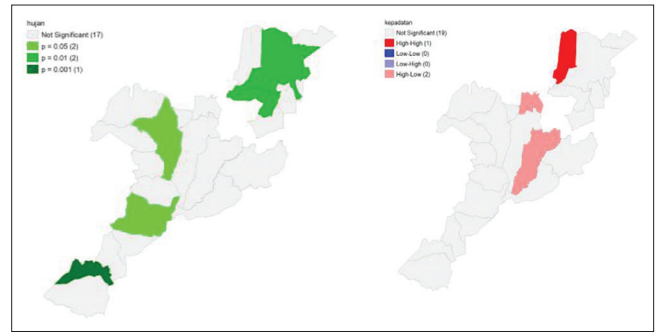 hujan
Not Significant (17)
p = 0.05 (2)
p = 0.01 (2)
p = 0.001 (1)
kepadatan
Not Significant (19)
High-High (1)
Low-Low (0)
Low-High (0)
High-Low (2)